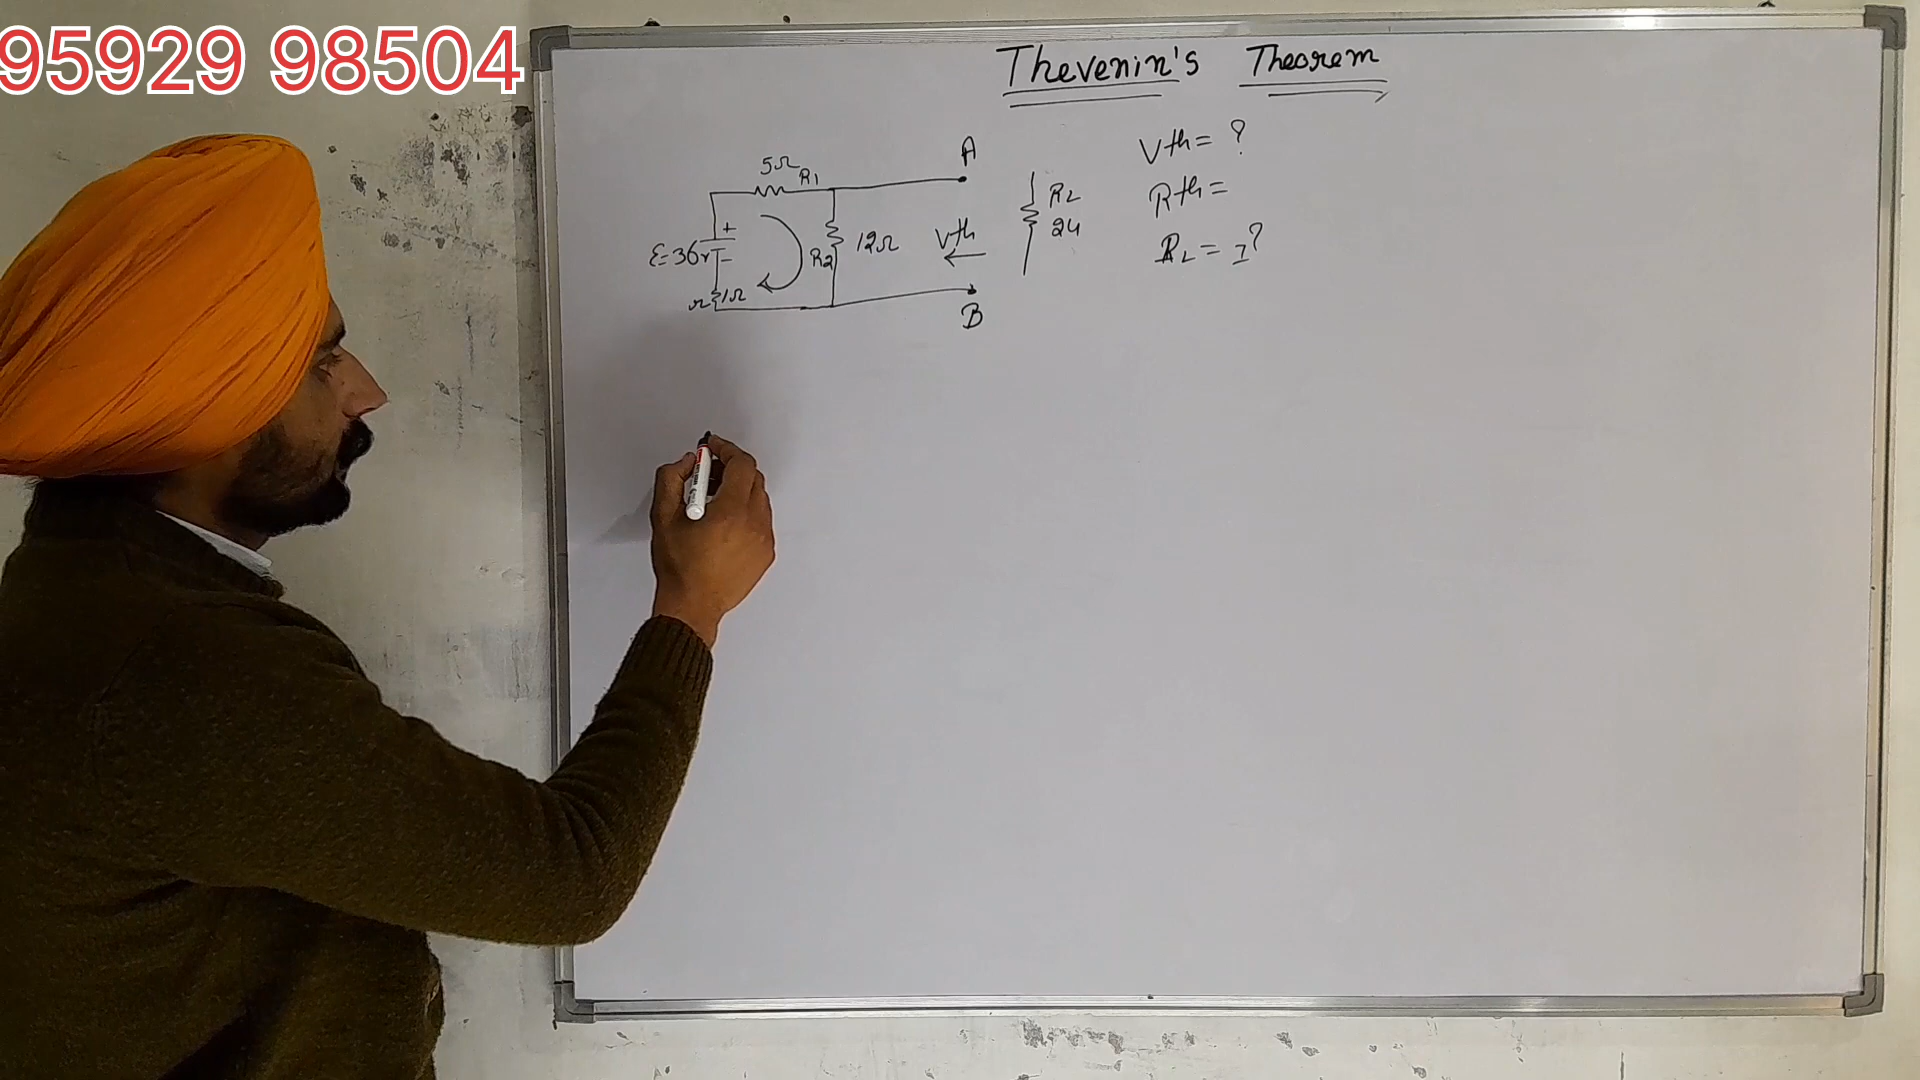 95929 98504
Thevenin's Theorem
A
5Ω
R1
Vth = ?
+
RL
24
Rth =
E=36v
R2
12Ω
Vth
RL = I?
r
1Ω
B